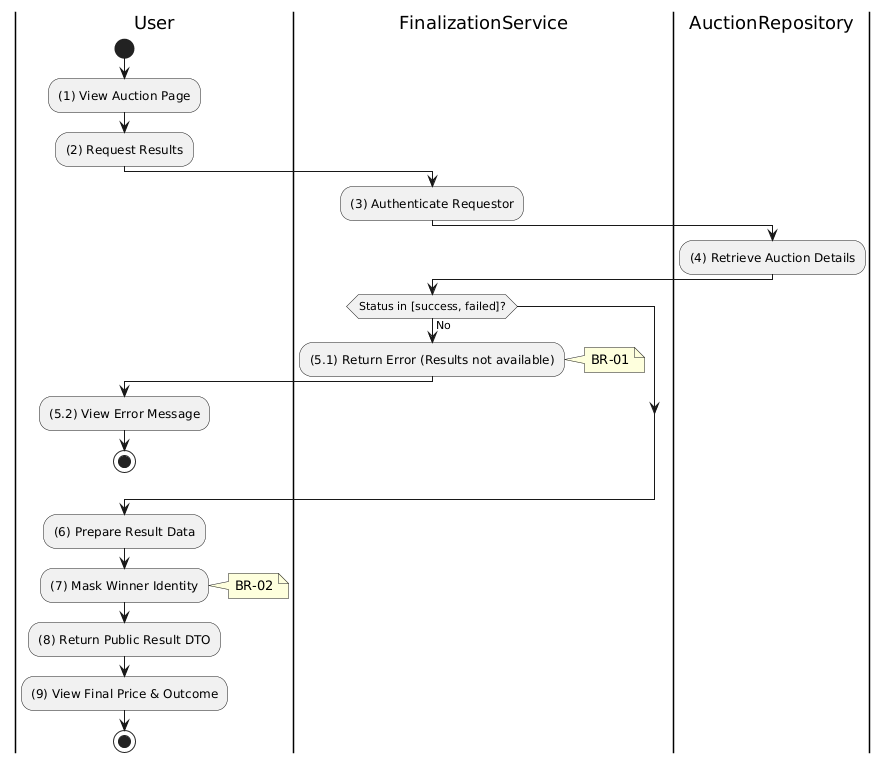 User
FinalizationService
AuctionRepository
(1) View Auction Page
(2) Request Results
(3) Authenticate Requestor
(4) Retrieve Auction Details
Status in [success, failed]?
No
(5.1) Return Error (Results not available)
BR-01
(5.2) View Error Message
(6) Prepare Result Data
(7) Mask Winner Identity
BR-02
(8) Return Public Result DTO
(9) View Final Price & Outcome